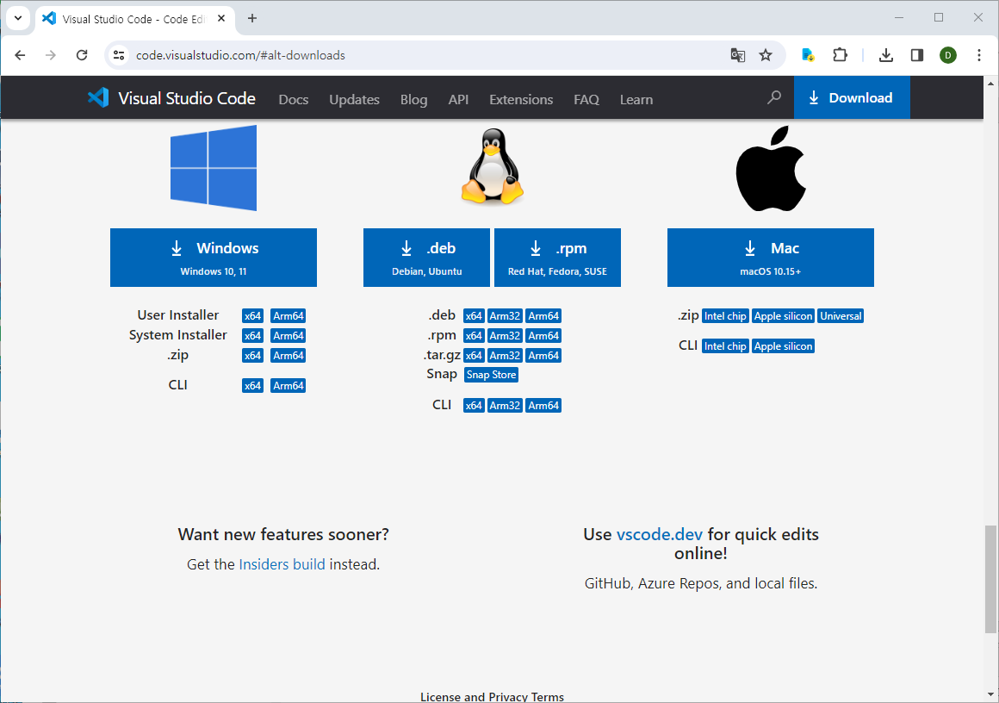 Visual Studio Code - Code Edi
code.visualstudio.com/#alt-downloads
D
Visual Studio Code Docs Updates Blog API Extensions FAQ Learn Download
Windows
Windows 10, 11
.deb
Debian, Ubuntu
.rpm
Red Hat, Fedora, SUSE
Mac
macOS 10.15+
User Installer x64 Arm64
System Installer x64 Arm64
.zip x64 Arm64
CLI x64 Arm64
.deb x64 Arm32 Arm64
.rpm x64 Arm32 Arm64
.tar.gz x64 Arm32 Arm64
Snap Snap Store
CLI x64 Arm32 Arm64
.zip Intel chip Apple silicon Universal
CLI Intel chip Apple silicon
Want new features sooner?
Get the Insiders build instead.
Use vscode.dev for quick edits
online!
GitHub, Azure Repos, and local files.
License and Privacy Terms